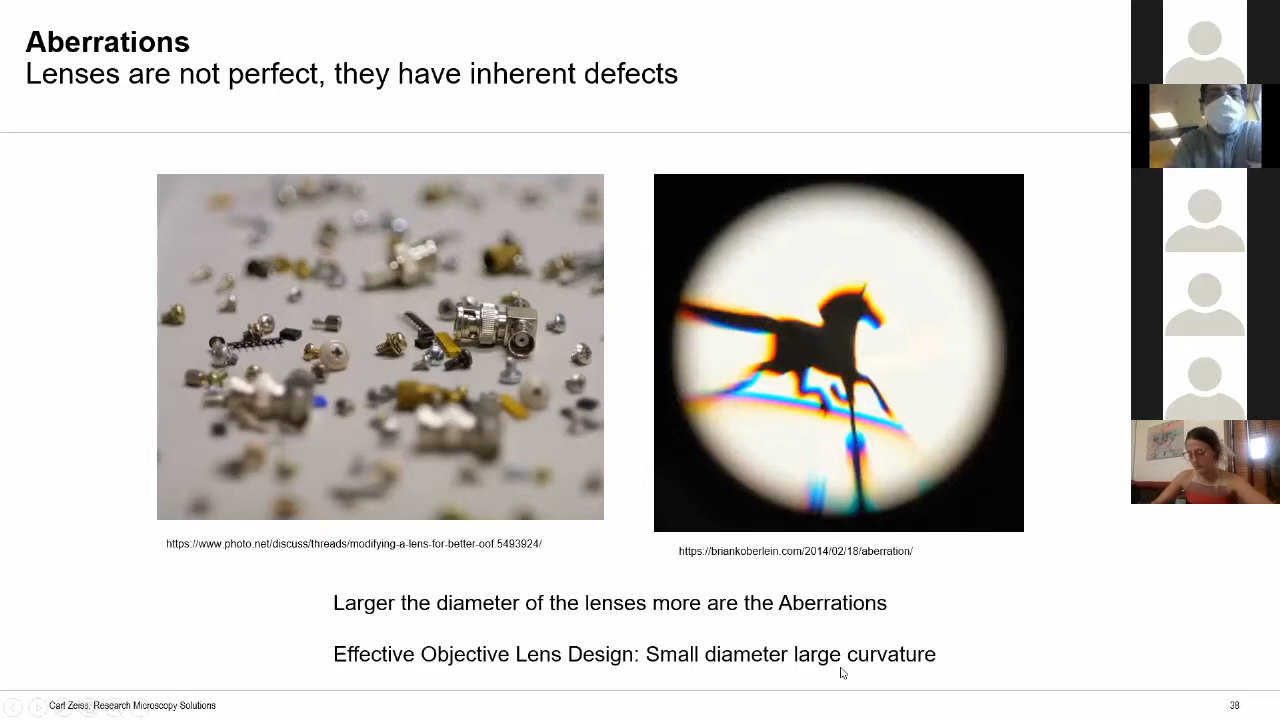 Aberrations
Lenses are not perfect, they have inherent defects
https://www.photo.net/discuss/threads/modifying-a-lens-for-better-oof.5493924/
https://briankoberlein.com/2014/02/18/aberration/
Larger the diameter of the lenses more are the Aberrations
Effective Objective Lens Design: Small diameter large curvature
Carl Zeiss, Research Microscopy Solutions
38